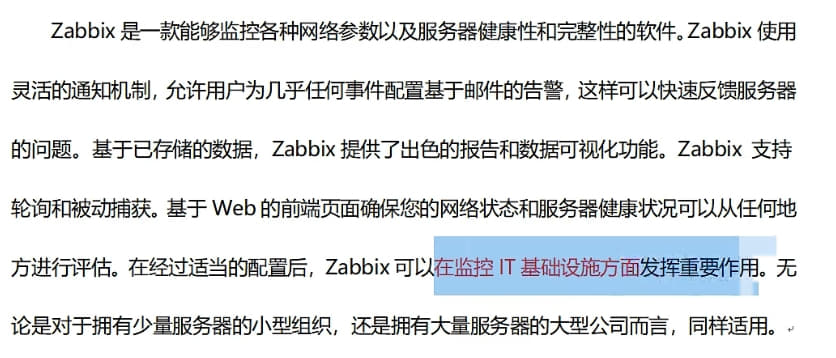 Zabbix 是一款能够监控各种网络参数以及服务器健康性和完整性的软件。Zabbix 使用
灵活的通知机制，允许用户为几乎任何事件配置基于邮件的告警，这样可以快速反馈服务器
的问题。基于已存储的数据，Zabbix 提供了出色的报告和数据可视化功能。Zabbix 支持
轮询和被动捕获。基于 Web 的前端页面确保您的网络状态和服务器健康状况可以从任何地
方进行评估。在经过适当的配置后，Zabbix 可以在监控 IT 基础设施方面发挥重要作用。无
论是对于拥有少量服务器的小型组织，还是拥有大量服务器的大型公司而言，同样适用。